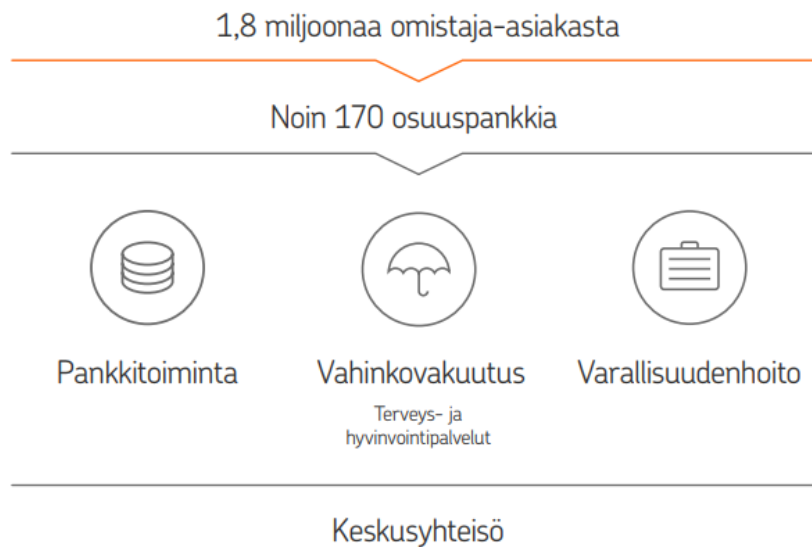 1,8 miljoonaa omistaja-asiakasta
Noin 170 osuuspankkia
Pankkitoiminta
Vahinkovakuutus
Varallisuudenhoito
Terveys- ja
hyvinvointipalvelut
Keskusyhteisö